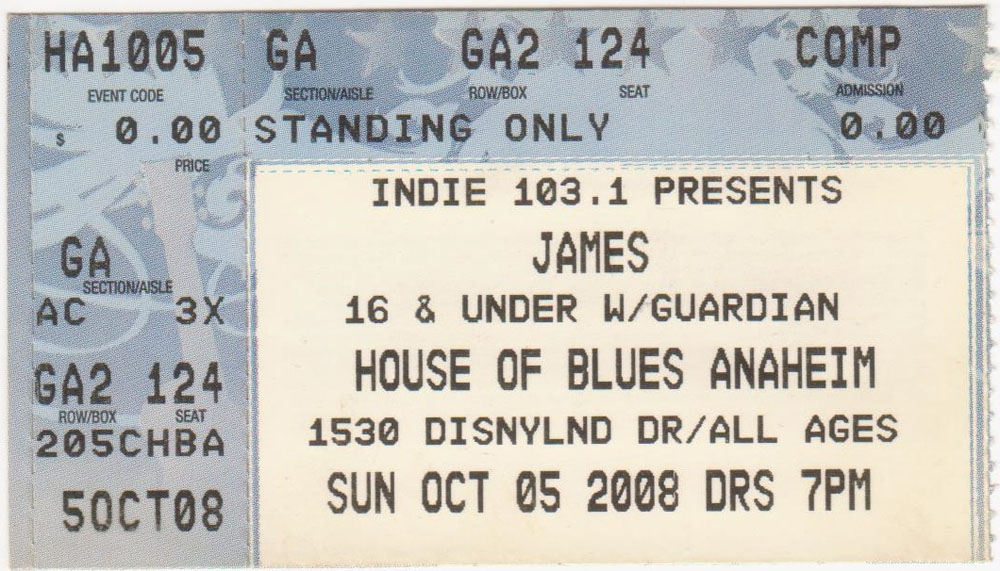 HA1005 GA GA2 124 COMP
EVENT CODE SECTION/AISLE ROW/BOX SEAT ADMISSION
$ 0.00 STANDING ONLY 0.00
PRICE
INDIE 103.1 PRESENTS
JAMES
16 & UNDER W/GUARDIAN
HOUSE OF BLUES ANAHEIM
1530 DISNYLND DR/ALL AGES
SUN OCT 05 2008 DRS 7PM
GA
SECTION/AISLE
AC 3X
GA2 124
ROW/BOX SEAT
205CHBA
5OCT08